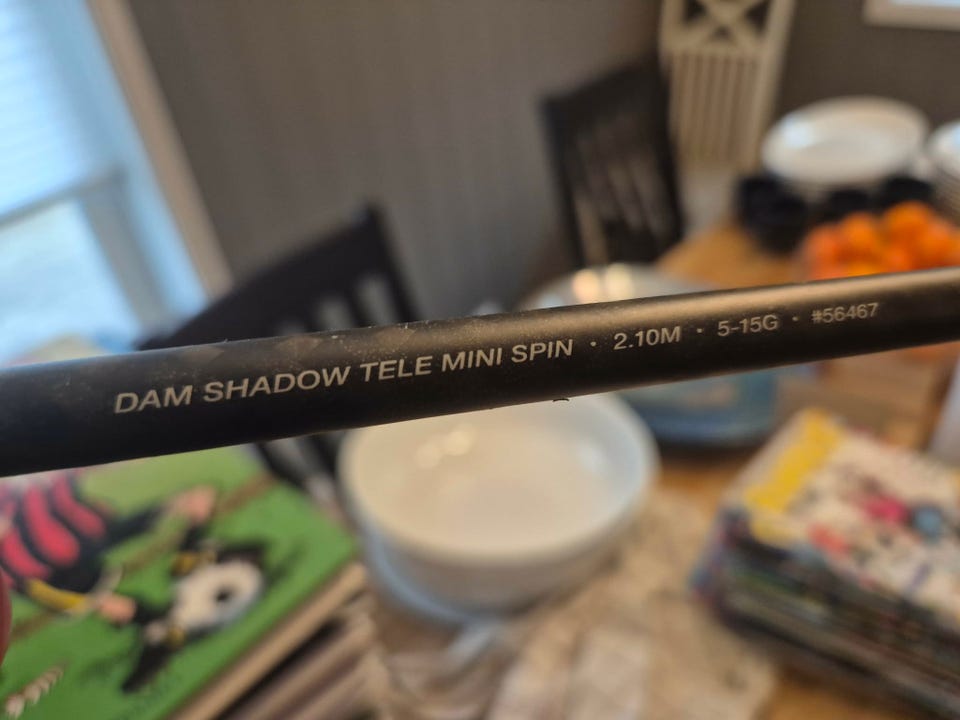 DAM SHADOW TELE MINI SPIN · 2.10M · 5-15G · #56467